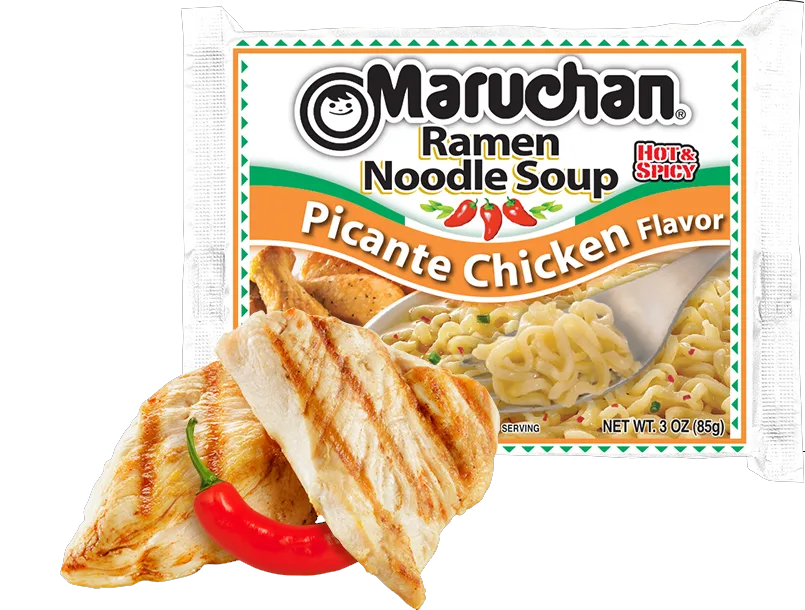 Maruchan®
Ramen
Noodle Soup
HOT &
SPICY
Picante Chicken Flavor
SERVING
NET WT. 3 OZ (85g)